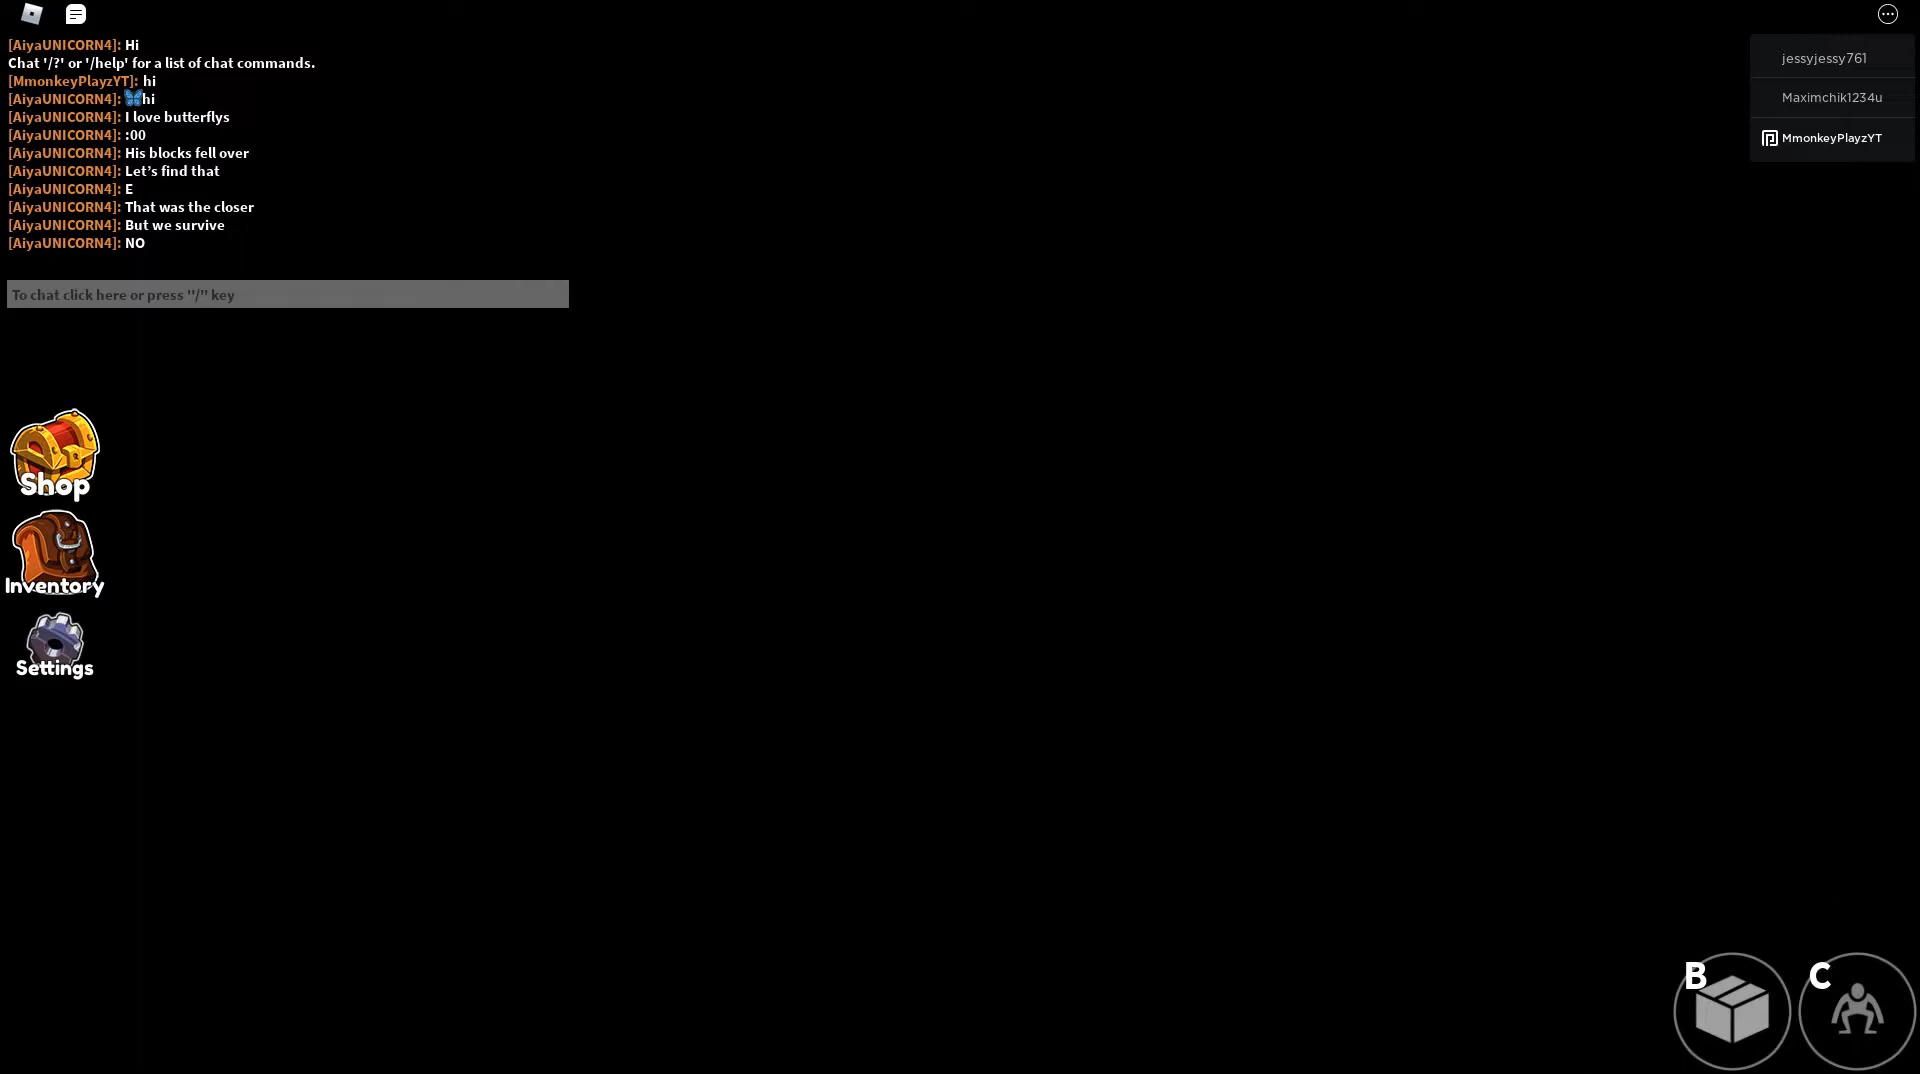 [AiyaUNICORN4]: Hi
Chat '/?' or '/help' for a list of chat commands.
[MmonkeyPlayzYT]: hi
[AiyaUNICORN4]: 🦋hi
[AiyaUNICORN4]: I love butterflys
[AiyaUNICORN4]: :00
[AiyaUNICORN4]: His blocks fell over
[AiyaUNICORN4]: Let’s find that
[AiyaUNICORN4]: E
[AiyaUNICORN4]: That was the closer
[AiyaUNICORN4]: But we survive
[AiyaUNICORN4]: NO
To chat click here or press "/" key
jessyjessy761
Maximchik1234u
MmonkeyPlayzYT
Shop
Inventory
Settings
B
C